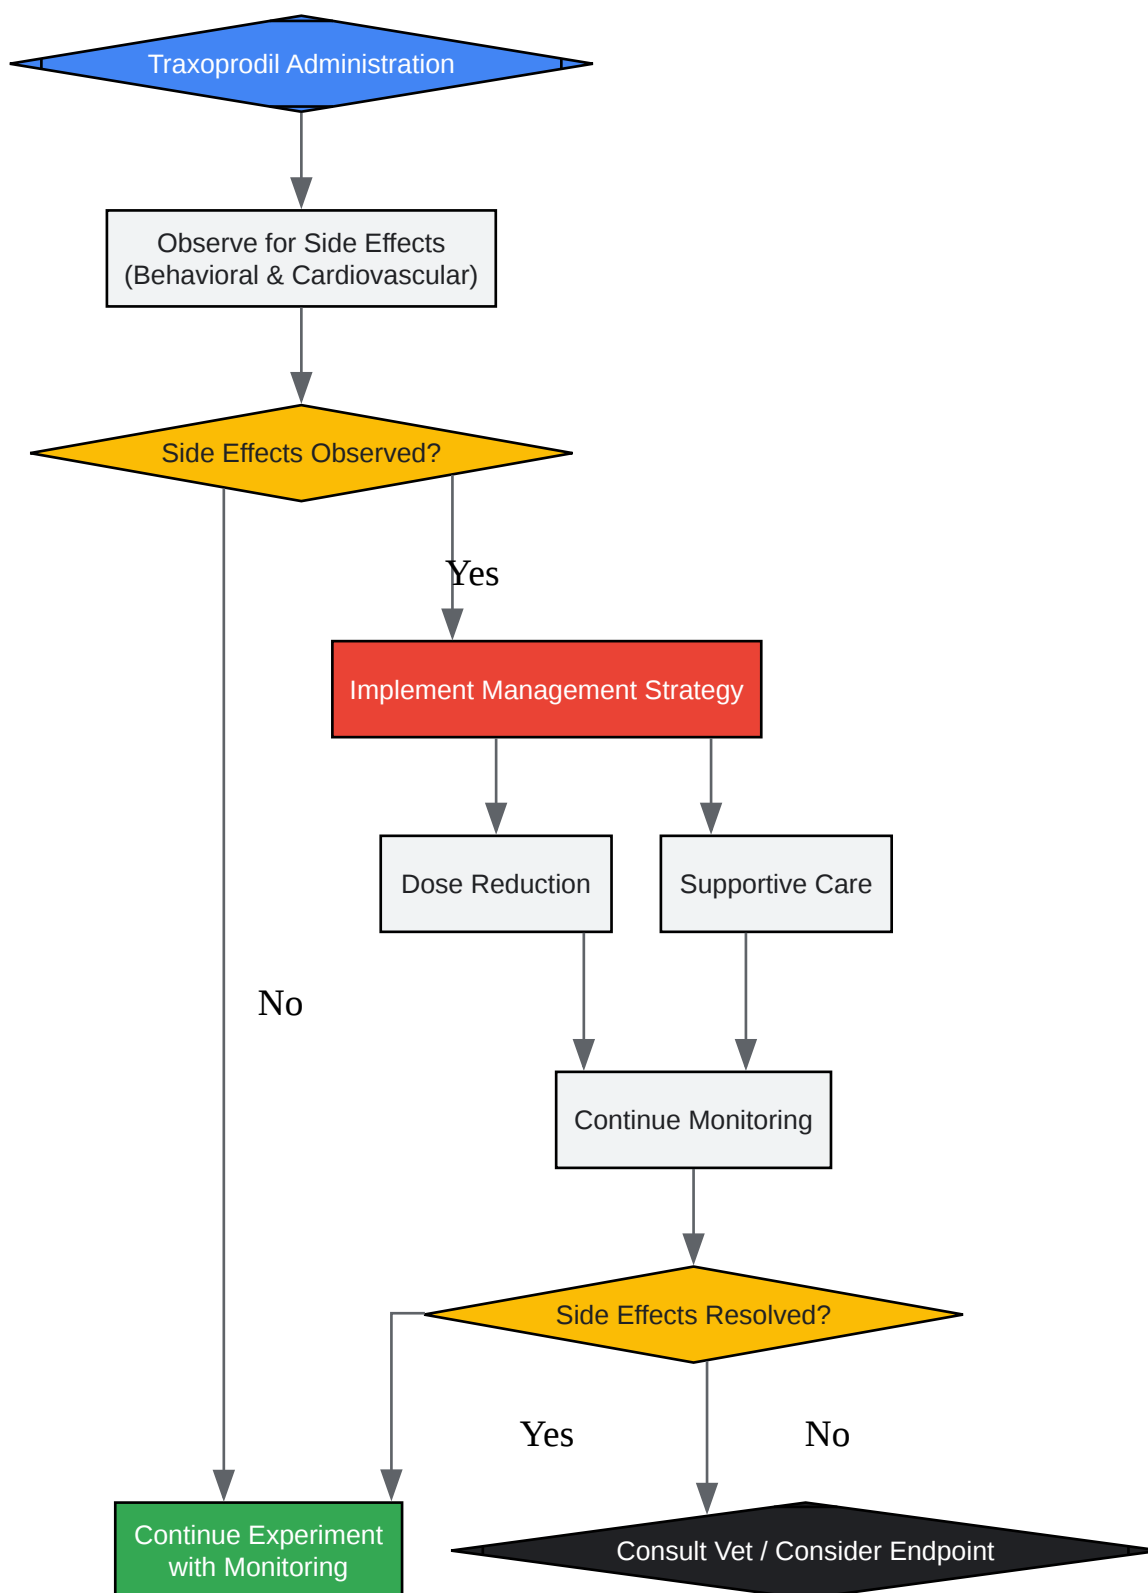 Traxoprodil Administration
Observe for Side Effects
(Behavioral & Cardiovascular)
Side Effects Observed?
Yes
Implement Management Strategy
Dose Reduction
Supportive Care
No
Continue Monitoring
Side Effects Resolved?
Yes
No
Continue Experiment
with Monitoring
Consult Vet / Consider Endpoint